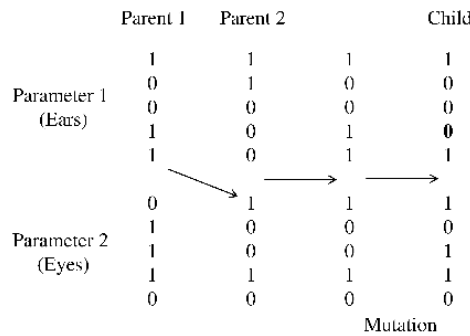 Parent 1 Parent 2 Child
1 1 1 1
0 1 0 0
Parameter 1 0 0 0 0
(Ears) 1 0 1 0
1 0 1 1
0 1 1 1
1 0 0 0
Parameter 2 1 0 0 1
(Eyes) 1 1 1 1
0 0 0 0
Mutation